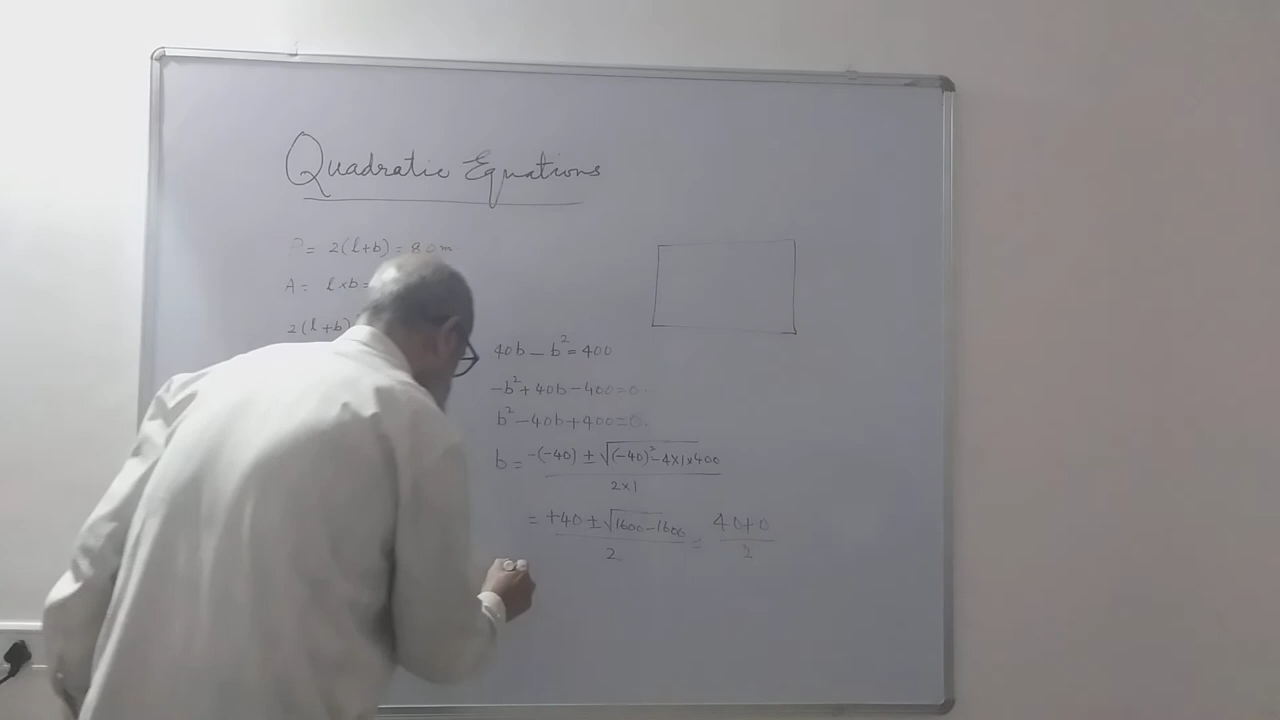 Quadratic Equations
P = 2(l+b) = 80m
A = l×b =
2(l+b)
40b - b² = 400
-b² + 40b - 400 = 0
b² - 40b + 400 = 0
b = -(-40) ± √(-40)² - 4×1×400
2×1
= +40 ± √1600-1600 = 40+0
2 2